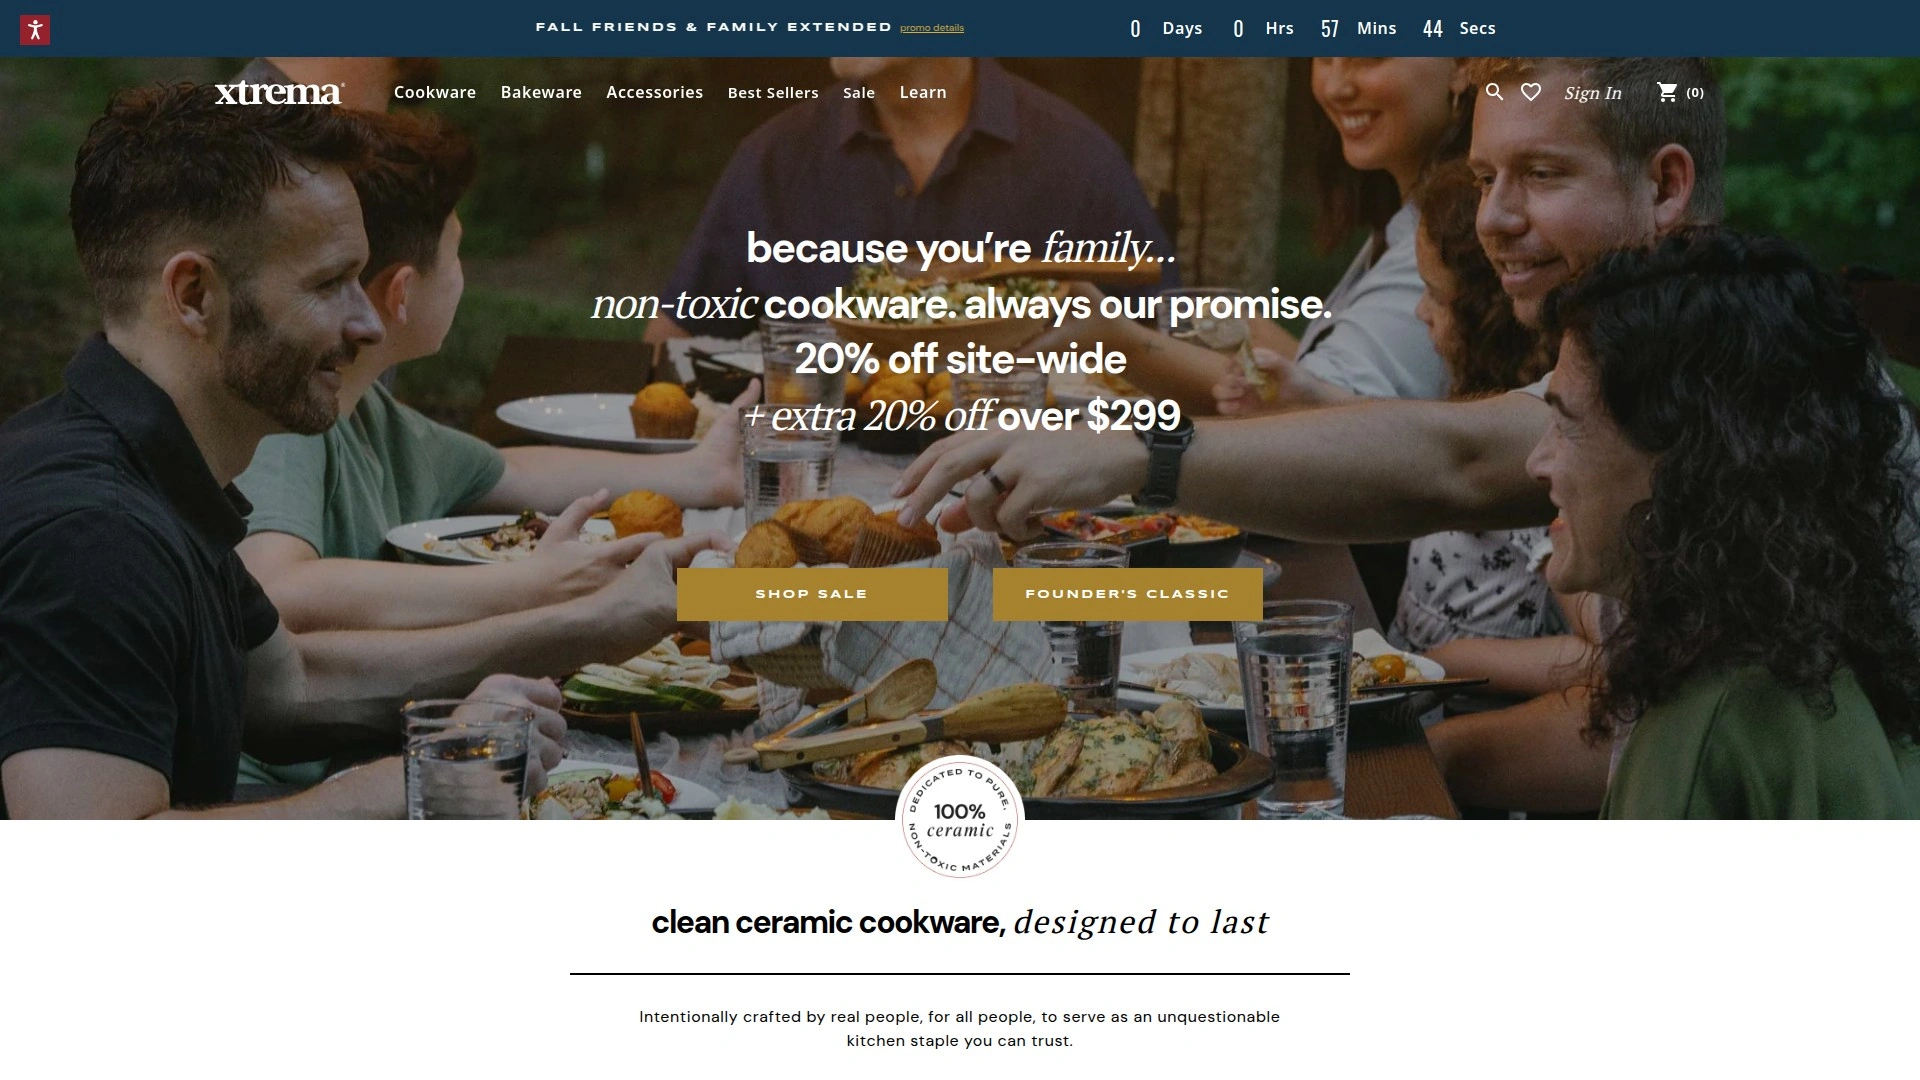 FALL FRIENDS & FAMILY EXTENDED promo details
0 Days 0 Hrs 57 Mins 44 Secs
xtrema
Cookware Bakeware Accessories Best Sellers Sale Learn
Sign In (0)
because you’re family...
non-toxic cookware. always our promise.
20% off site-wide
+ extra 20% off over $299
SHOP SALE
FOUNDER'S CLASSIC
DEDICATED TO PURE,
100%
ceramic
NON-TOXIC MATERIALS
clean ceramic cookware, designed to last
Intentionally crafted by real people, for all people, to serve as an unquestionable
kitchen staple you can trust.